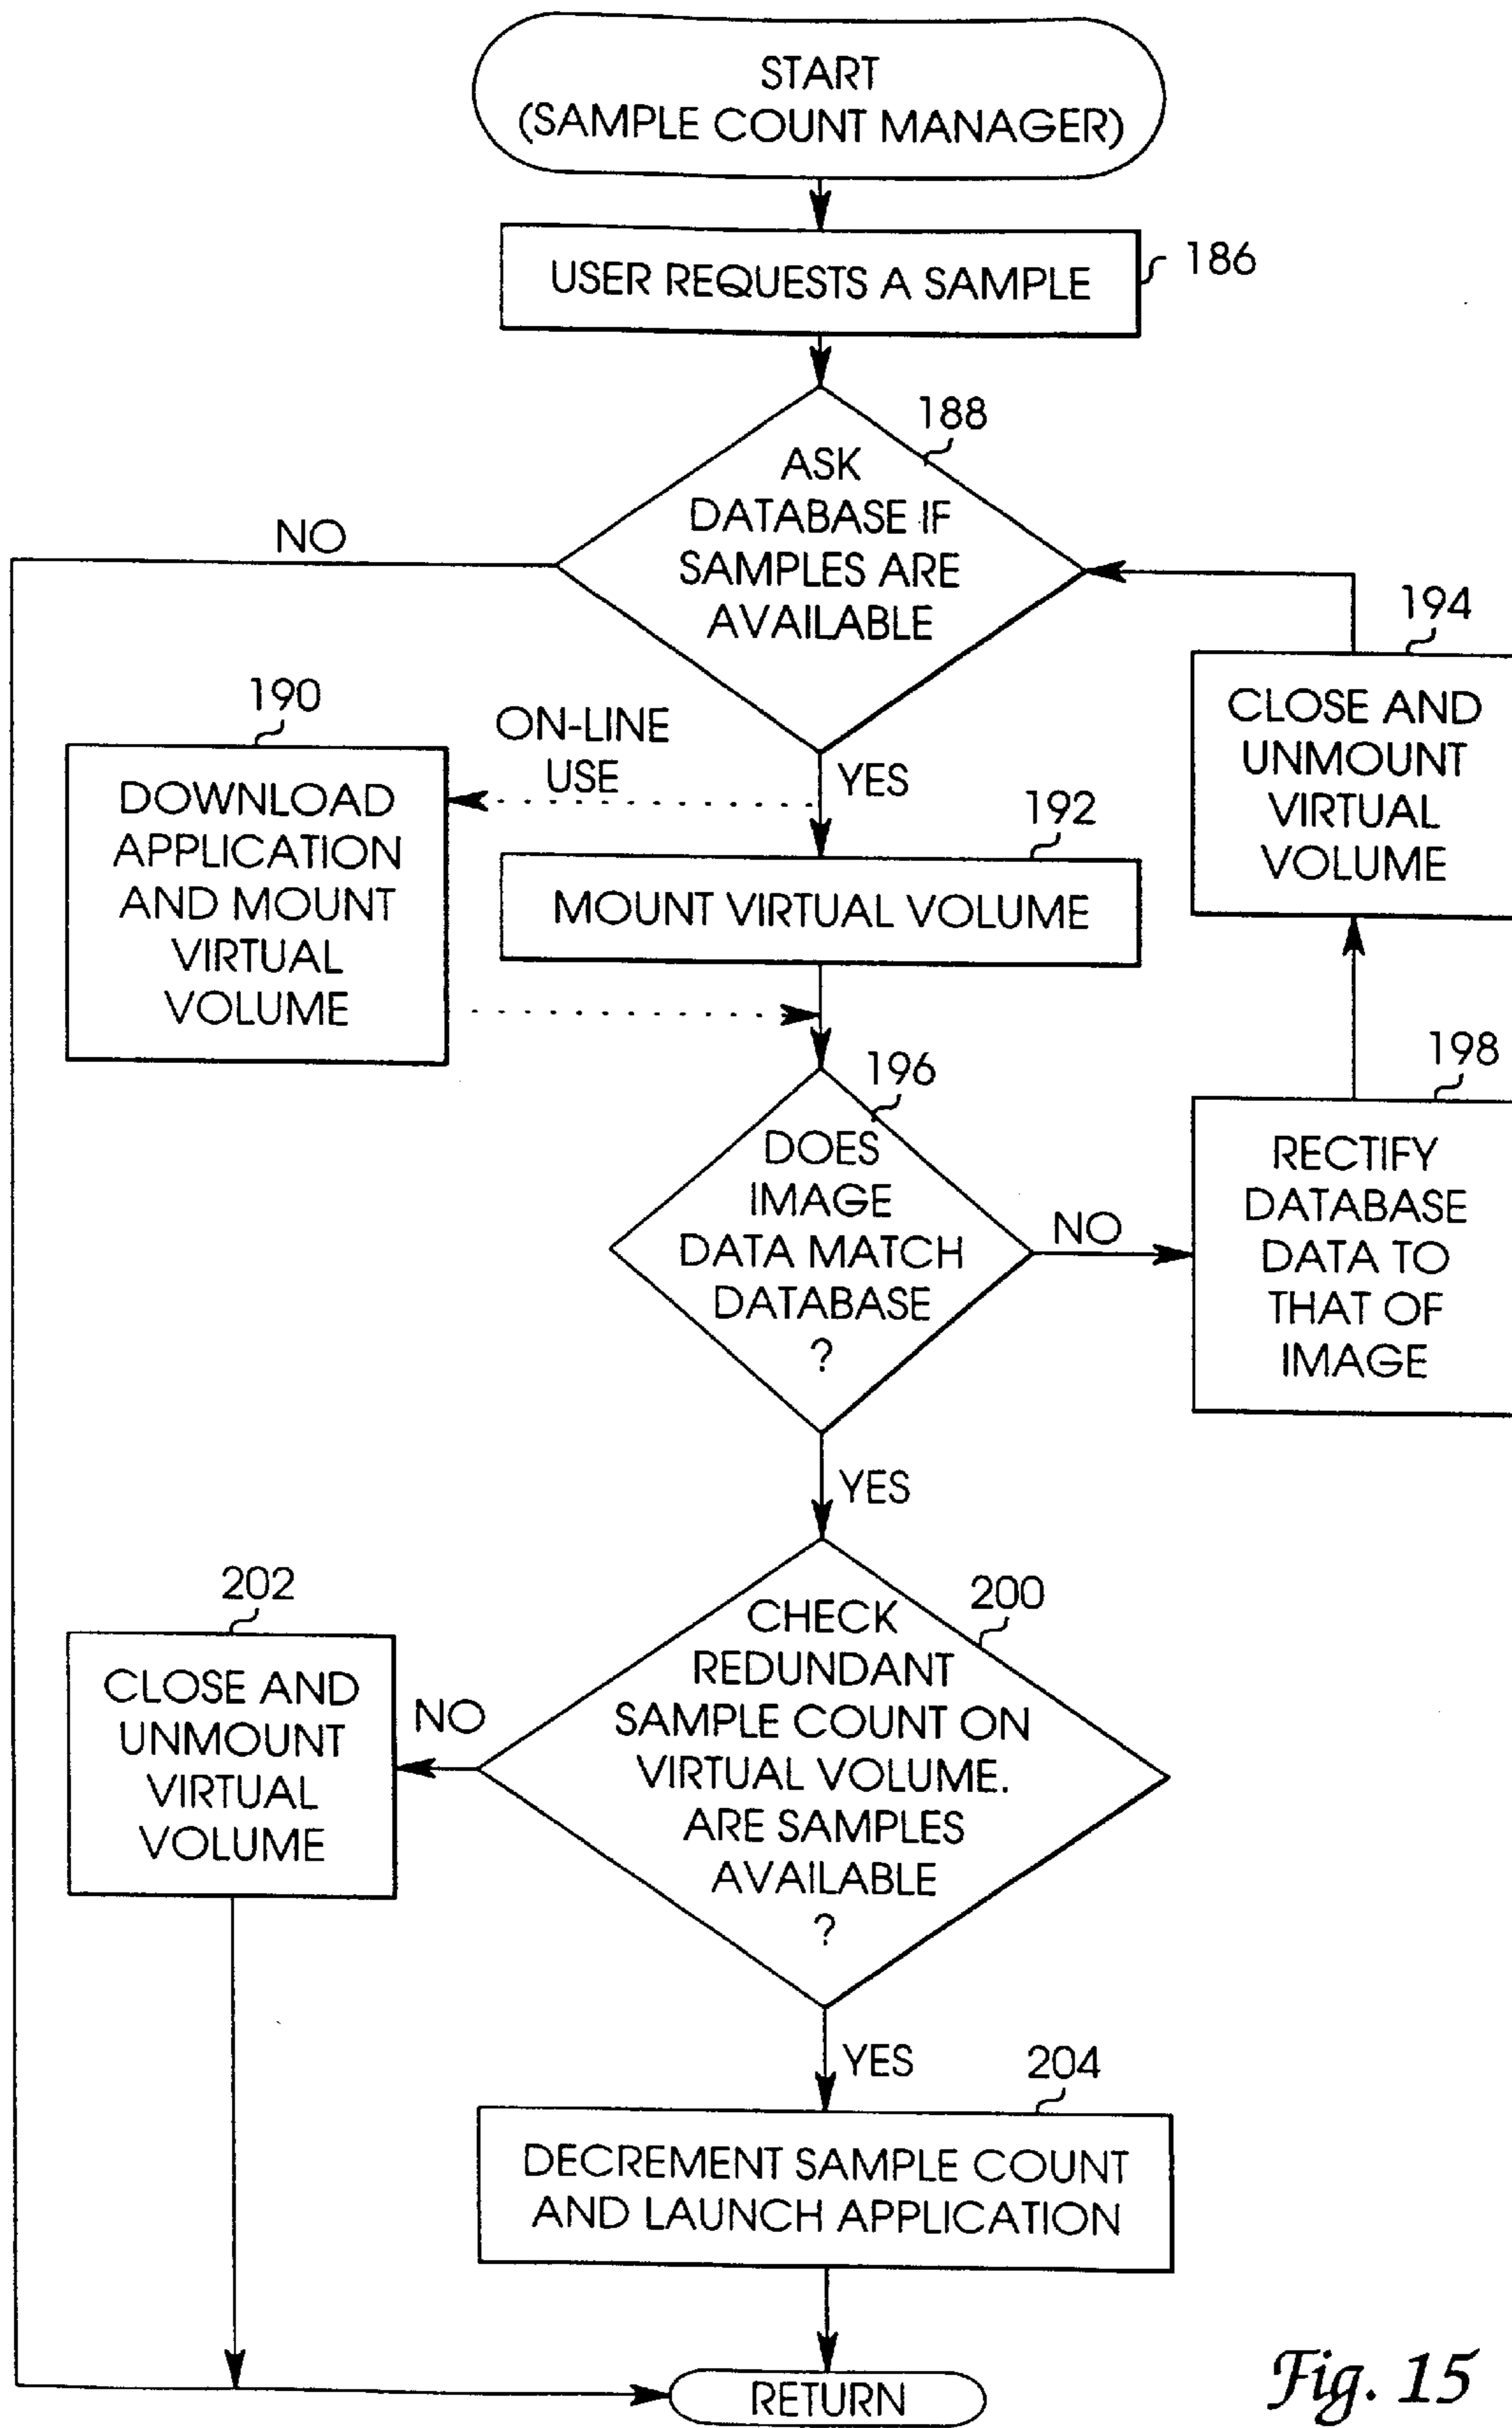 START
(SAMPLE COUNT MANAGER)
USER REQUESTS A SAMPLE
186
188
ASK
DATABASE IF
SAMPLES ARE
AVAILABLE
NO
194
CLOSE AND
UNMOUNT
VIRTUAL
VOLUME
190
DOWNLOAD
APPLICATION
AND MOUNT
VIRTUAL
VOLUME
ON-LINE
USE
YES
192
MOUNT VIRTUAL VOLUME
196
DOES
IMAGE
DATA MATCH
DATABASE
?
NO
198
RECTIFY
DATABASE
DATA TO
THAT OF
IMAGE
YES
202
CLOSE AND
UNMOUNT
VIRTUAL
VOLUME
NO
200
CHECK
REDUNDANT
SAMPLE COUNT ON
VIRTUAL VOLUME.
ARE SAMPLES
AVAILABLE
?
YES
204
DECREMENT SAMPLE COUNT
AND LAUNCH APPLICATION
RETURN
Fig. 15